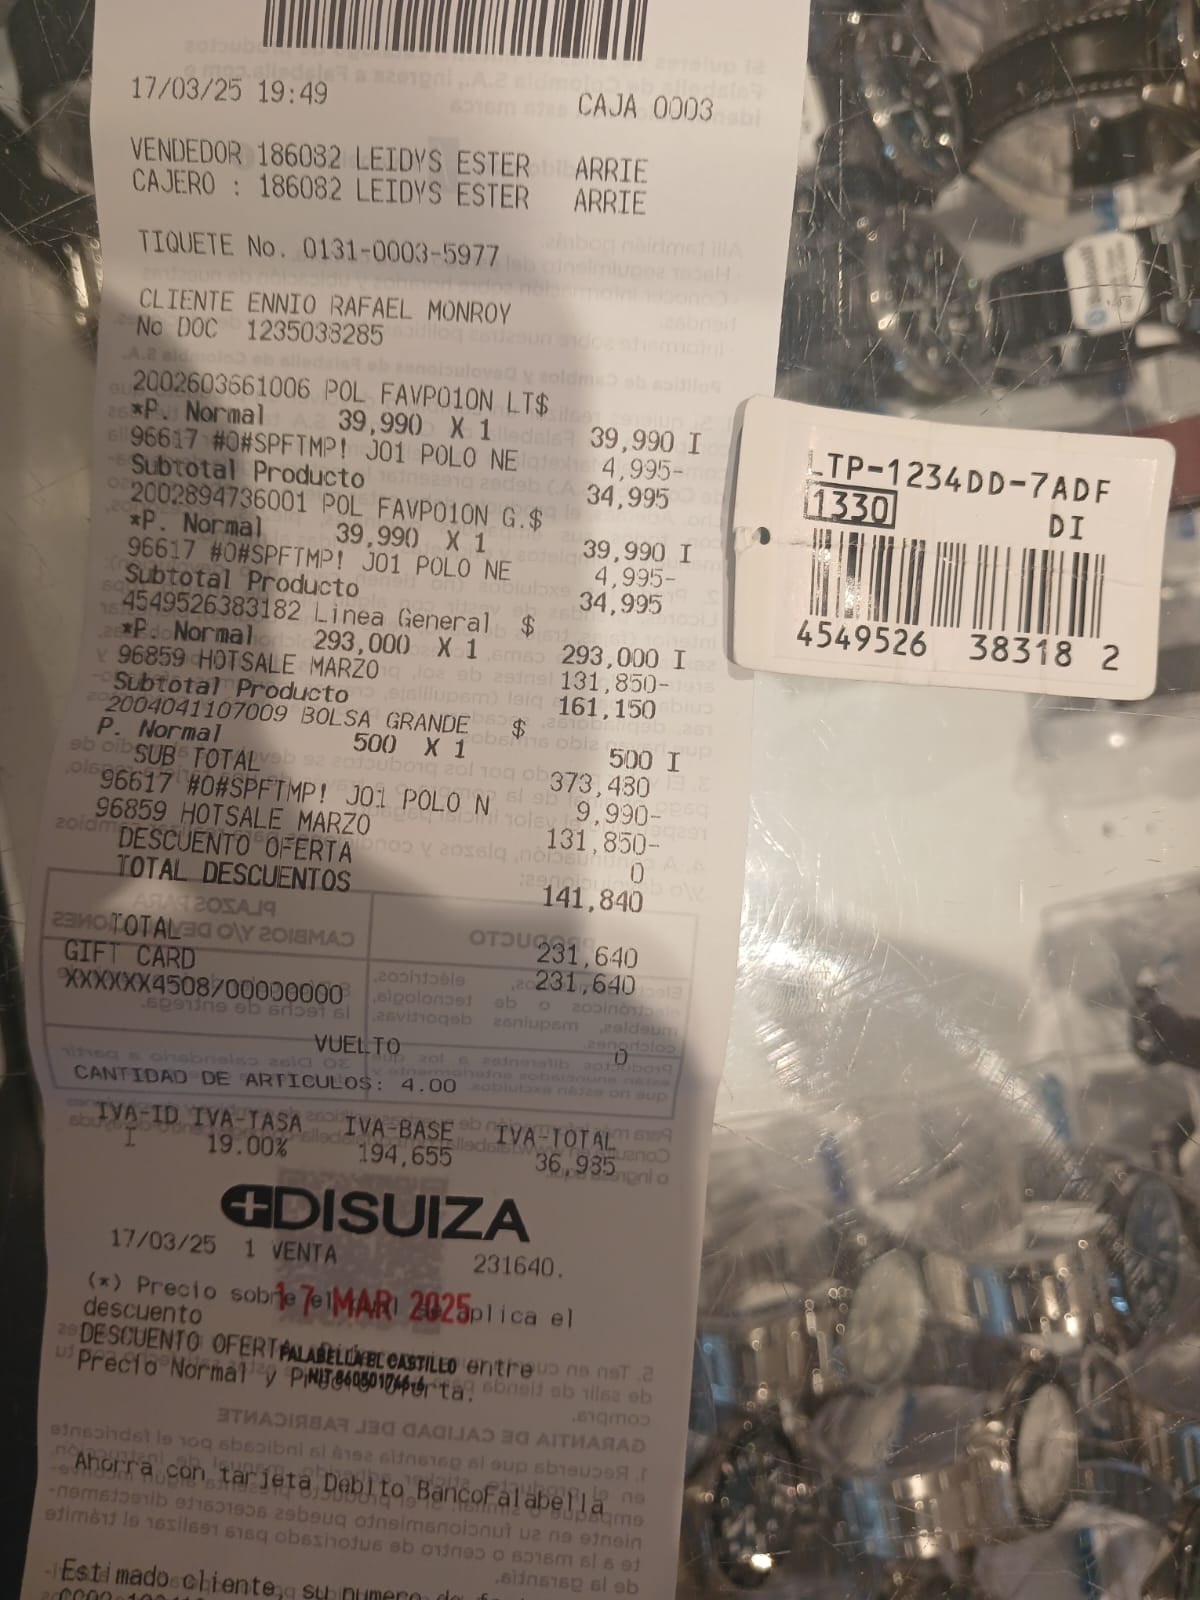 17/03/25 19:49 CAJA 0003
VENDEDOR 186082 LEIDYS ESTER ARRIE
CAJERO : 186082 LEIDYS ESTER ARRIE
TIQUETE No. 0131-0003-5977
CLIENTE ENNIO RAFAEL MONROY
No DOC 1235038285
2002603661006 POL FAVP010N LT$
*P. Normal 39,990 X 1 39,990 I
96617 #0#SPFTMP! J01 POLO NE 4,995-
Subtotal Producto 34,995
2002894736001 POL FAVP010N G.$
*P. Normal 39,990 X 1 39,990 I
96617 #0#SPFTMP! J01 POLO NE 4,995-
Subtotal Producto 34,995
4549526383182 Linea General $
*P. Normal 293,000 X 1 293,000 I
96859 HOTSALE MARZO 131,850-
Subtotal Producto 161,150
2004041107009 BOLSA GRANDE $
P. Normal 500 X 1 500 I
SUB TOTAL 373,480
96617 #0#SPFTMP! J01 POLO N 9,990-
96859 HOTSALE MARZO 131,850-
DESCUENTO OFERTA 0
TOTAL DESCUENTOS 141,840
TOTAL 231,640
GIFT CARD 231,640
XXXXXX4508/00000000
VUELTO 0
CANTIDAD DE ARTICULOS: 4.00
IVA-ID IVA-TASA IVA-BASE IVA-TOTAL
I 19.00% 194,655 36,985
DISUIZA
17/03/25 1 VENTA 231640.
(*) Precio sobre el aplica el
17 MAR 2025
descuento
DESCUENTO OFERTA entre
FALABELLA EL CASTILLO
Precio Normal y
NIT
Ahorra con tarjeta Debito BancoFalabella
Estimado cliente, su numero de
LTP-1234DD-7ADF
1330 DI
4549526 38318 2